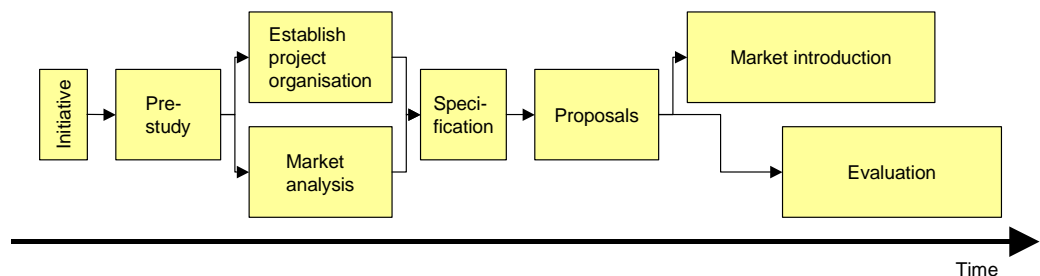 Initiative
Pre-
study
Establish
project
organisation
Market
analysis
Speci-
fication
Proposals
Market introduction
Evaluation
Time